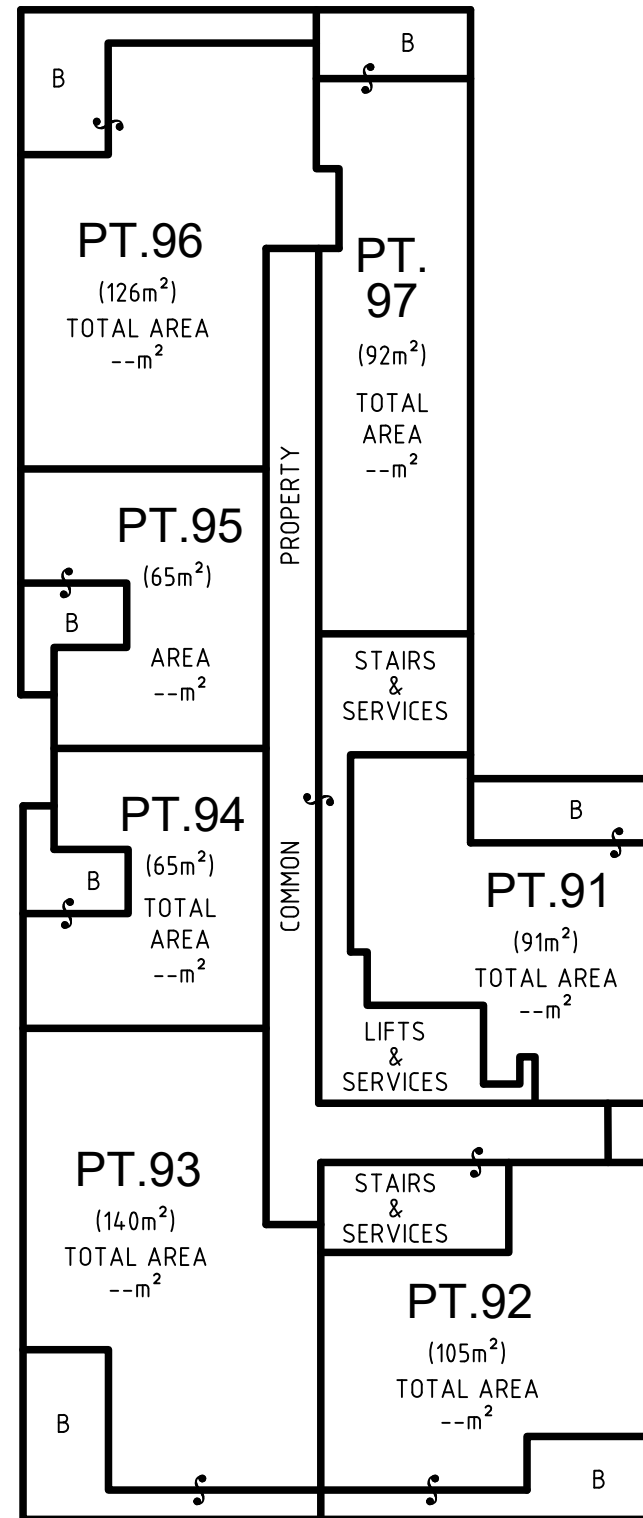 B
B
PT.96
(126m²)
TOTAL AREA
--m²
PT.
97
(92m²)
TOTAL
AREA
--m²
PROPERTY
PT.95
(65m²)
B
AREA
--m²
STAIRS
&
SERVICES
PT.94
(65m²)
B
TOTAL
AREA
--m²
COMMON
B
PT.91
(91m²)
TOTAL AREA
--m²
LIFTS
&
SERVICES
PT.93
(140m²)
TOTAL AREA
--m²
STAIRS
&
SERVICES
PT.92
(105m²)
TOTAL AREA
--m²
B
B